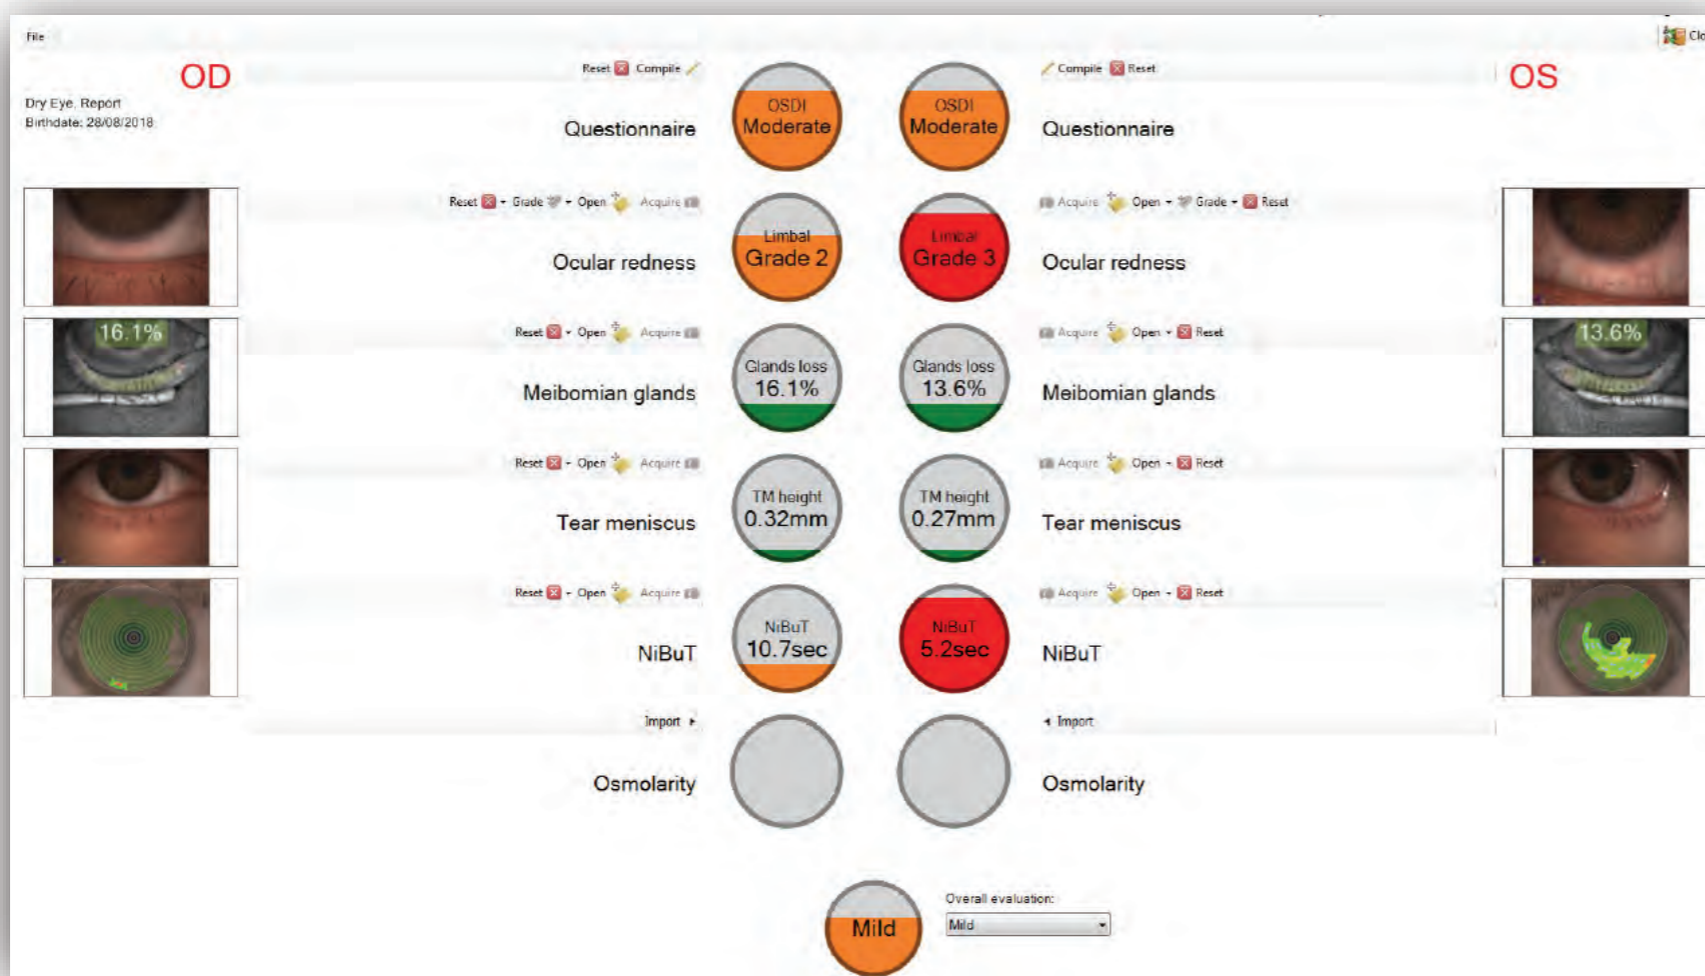 File
Clo
OD
OS
Dry Eye, Report
Birthdate: 28/08/2018
Reset Compile
Questionnaire
OSDI
Moderate
OSDI
Moderate
Compile Reset
Questionnaire
Reset Grade Open Acquire
Ocular redness
Limbal
Grade 2
Limbal
Grade 3
Acquire Open Grade Reset
Ocular redness
16.1%
Reset Open Acquire
Meibomian glands
Glands loss
16.1%
Glands loss
13.6%
Acquire Open Reset
Meibomian glands
13.6%
Reset Open Acquire
Tear meniscus
TM height
0.32mm
TM height
0.27mm
Acquire Open Reset
Tear meniscus
Reset Open Acquire
NiBuT
NiBuT
10.7sec
NiBuT
5.2sec
Acquire Open Reset
NiBuT
Import
Osmolarity
Import
Osmolarity
Mild
Overall evaluation:
Mild